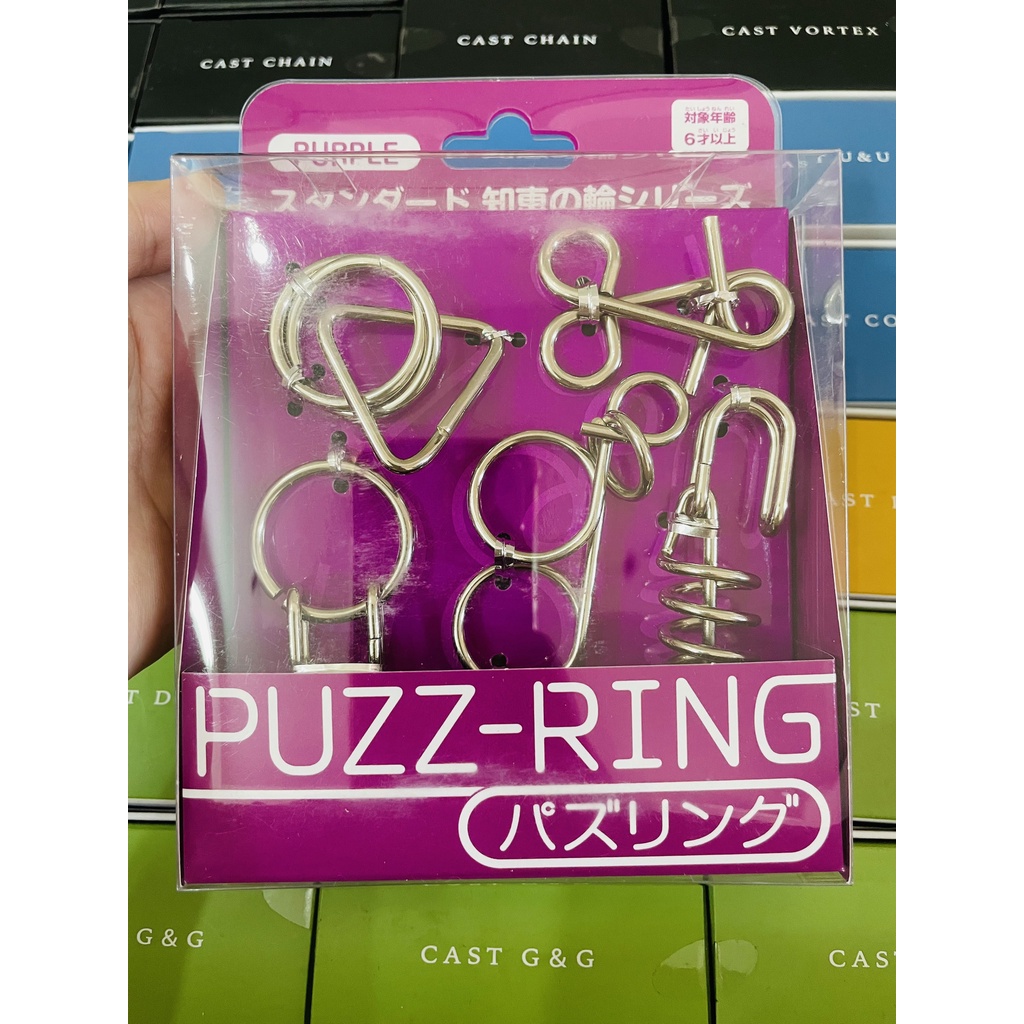 CAST CHAIN
CAST CHAIN
CAST VORTEX
PURPLE
対象年齢
6才以上
スタンダード 知恵の輪シリーズ
U&U
PUZZ-RING
パズリング
G&G
CAST G&G
CAS